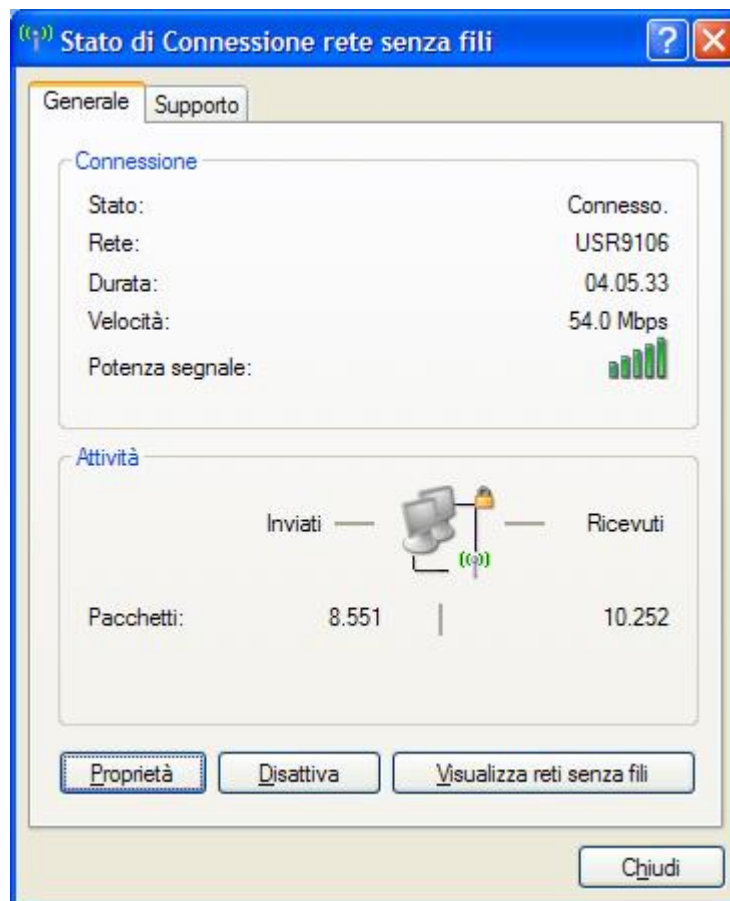 Stato di Connessione rete senza fili
Generale Supporto
Connessione
Stato: Connesso.
Rete: USR9106
Durata: 04.05.33
Velocità: 54.0 Mbps
Potenza segnale:
Attività
Inviati Ricevuti
Pacchetti: 8.551 10.252
Proprietà Disattiva Visualizza reti senza fili
Chiudi